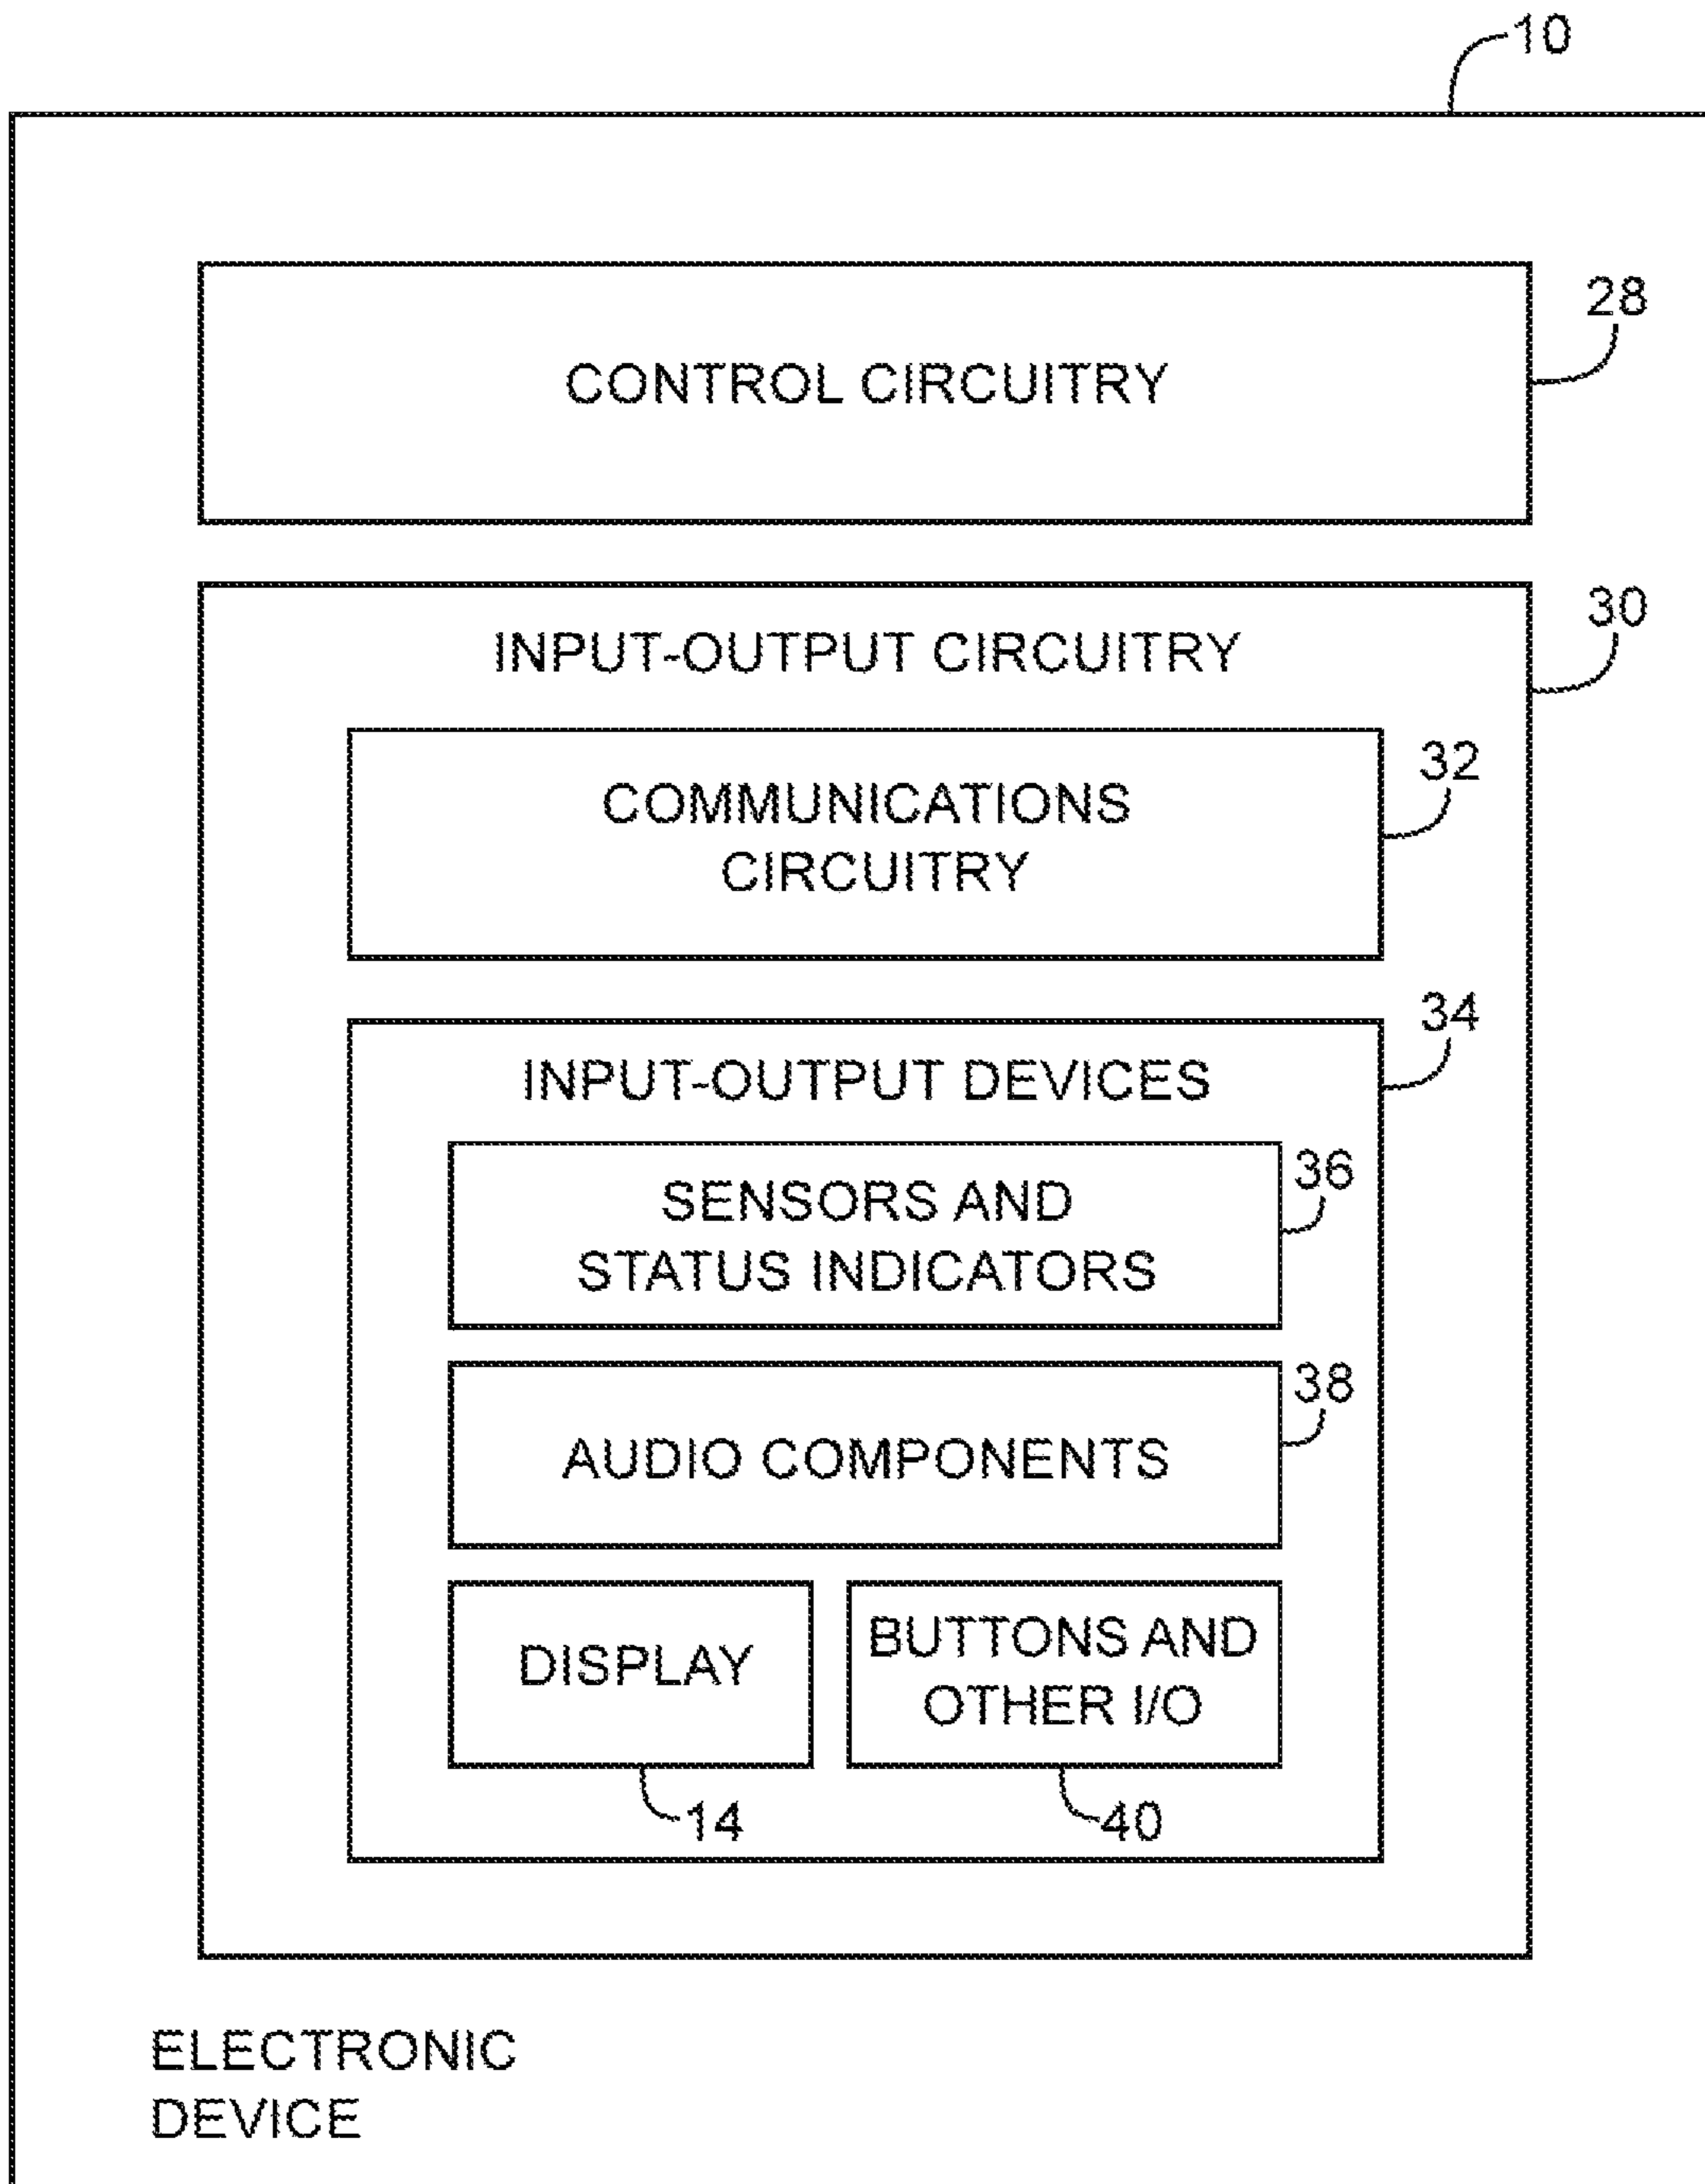 10
CONTROL CIRCUITRY
28
INPUT-OUTPUT CIRCUITRY
30
COMMUNICATIONS
CIRCUITRY
32
INPUT-OUTPUT DEVICES
34
SENSORS AND
STATUS INDICATORS
36
AUDIO COMPONENTS
38
DISPLAY
14
BUTTONS AND
OTHER I/O
40
ELECTRONIC
DEVICE